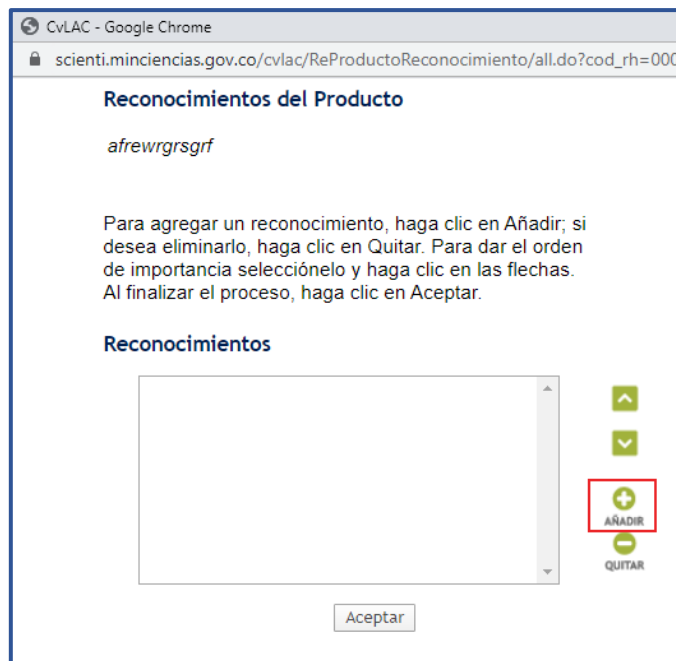 CvLAC - Google Chrome
scienti.minciencias.gov.co/cvlac/ReProductoReconocimiento/all.do?cod_rh=000
Reconocimientos del Producto
afrewrgrsgrf
Para agregar un reconocimiento, haga clic en Añadir; si
desea eliminarlo, haga clic en Quitar. Para dar el orden
de importancia selecciónelo y haga clic en las flechas.
Al finalizar el proceso, haga clic en Aceptar.
Reconocimientos
AÑADIR
QUITAR
Aceptar